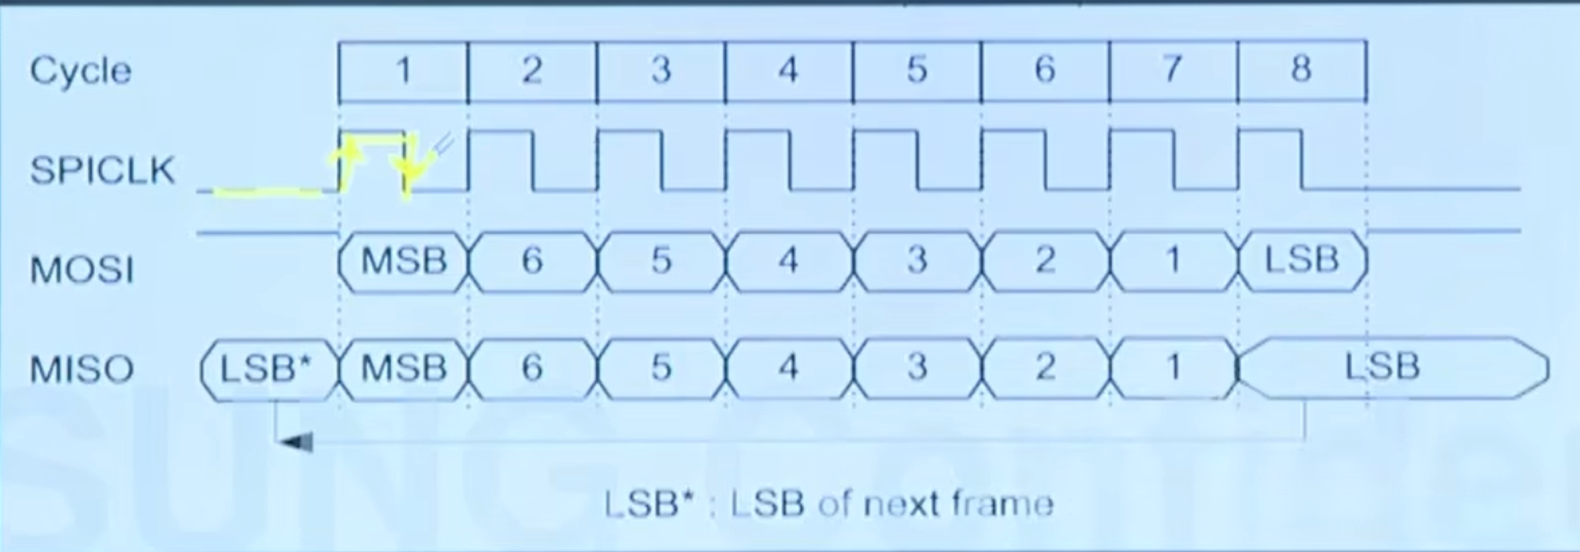 Cycle 1 2 3 4 5 6 7 8
SPICLK
MOSI MSB 6 5 4 3 2 1 LSB
MISO LSB* MSB 6 5 4 3 2 1 LSB
LSB* : LSB of next frame